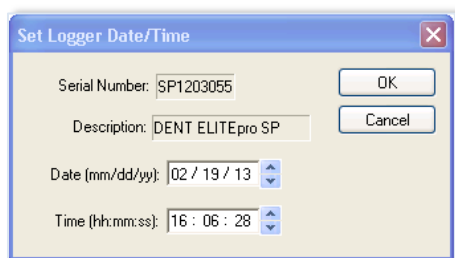 Set Logger Date/Time
Serial Number: SP1203055 OK
Description: DENT ELITEpro SP Cancel
Date (mm/dd/yy): 02 / 19 / 13
Time (hh:mm:ss): 16 : 06 : 28